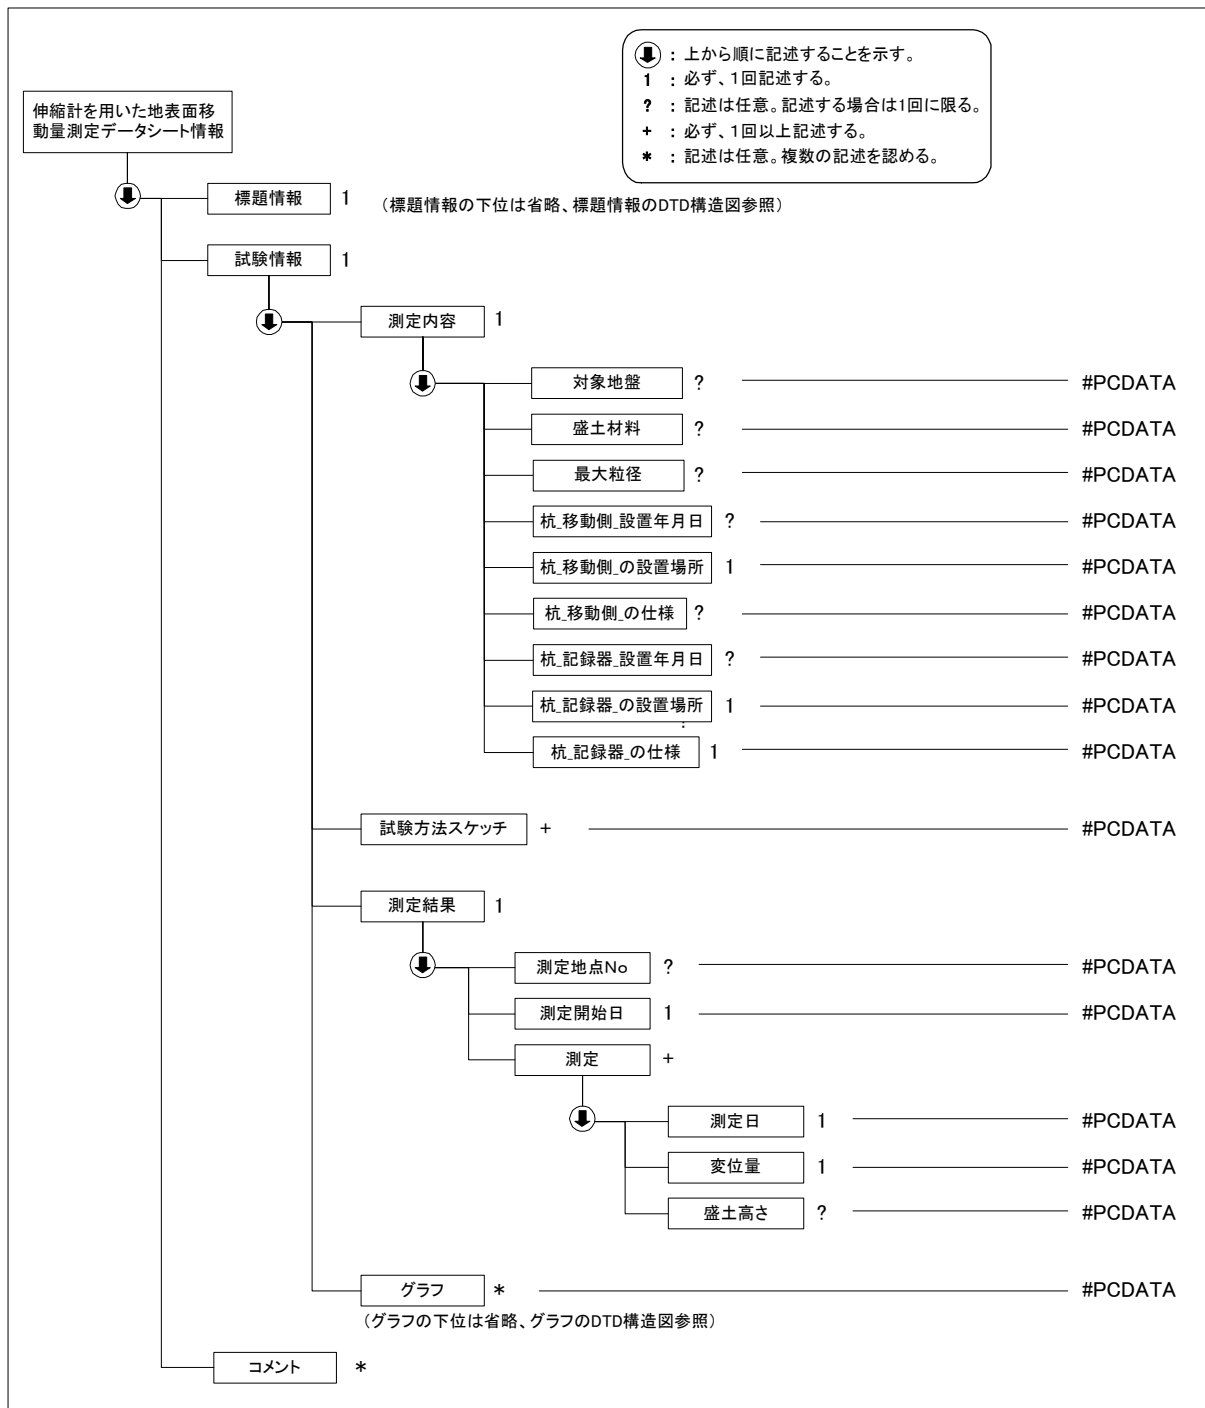 ⬇ : 上から順に記述することを示す。
1 : 必ず、1回記述する。
? : 記述は任意。記述する場合は1回に限る。
+ : 必ず、1回以上記述する。
* : 記述は任意。複数の記述を認める。
伸縮計を用いた地表面移
動量測定データシート情報
標題情報 1 (標題情報の下位は省略、標題情報のDTD構造図参照)
試験情報 1
測定内容 1
対象地盤 ? #PCDATA
盛土材料 ? #PCDATA
最大粒径 ? #PCDATA
杭_移動側_設置年月日 ? #PCDATA
杭_移動側_の設置場所 1 #PCDATA
杭_移動側_の仕様 ? #PCDATA
杭_記録器_設置年月日 ? #PCDATA
杭_記録器_の設置場所 1 #PCDATA
:
杭_記録器_の仕様 1 #PCDATA
試験方法スケッチ + #PCDATA
測定結果 1
測定地点No ? #PCDATA
測定開始日 1 #PCDATA
測定 +
測定日 1 #PCDATA
変位量 1 #PCDATA
盛土高さ ? #PCDATA
グラフ * #PCDATA
(グラフの下位は省略、グラフのDTD構造図参照)
コメント *